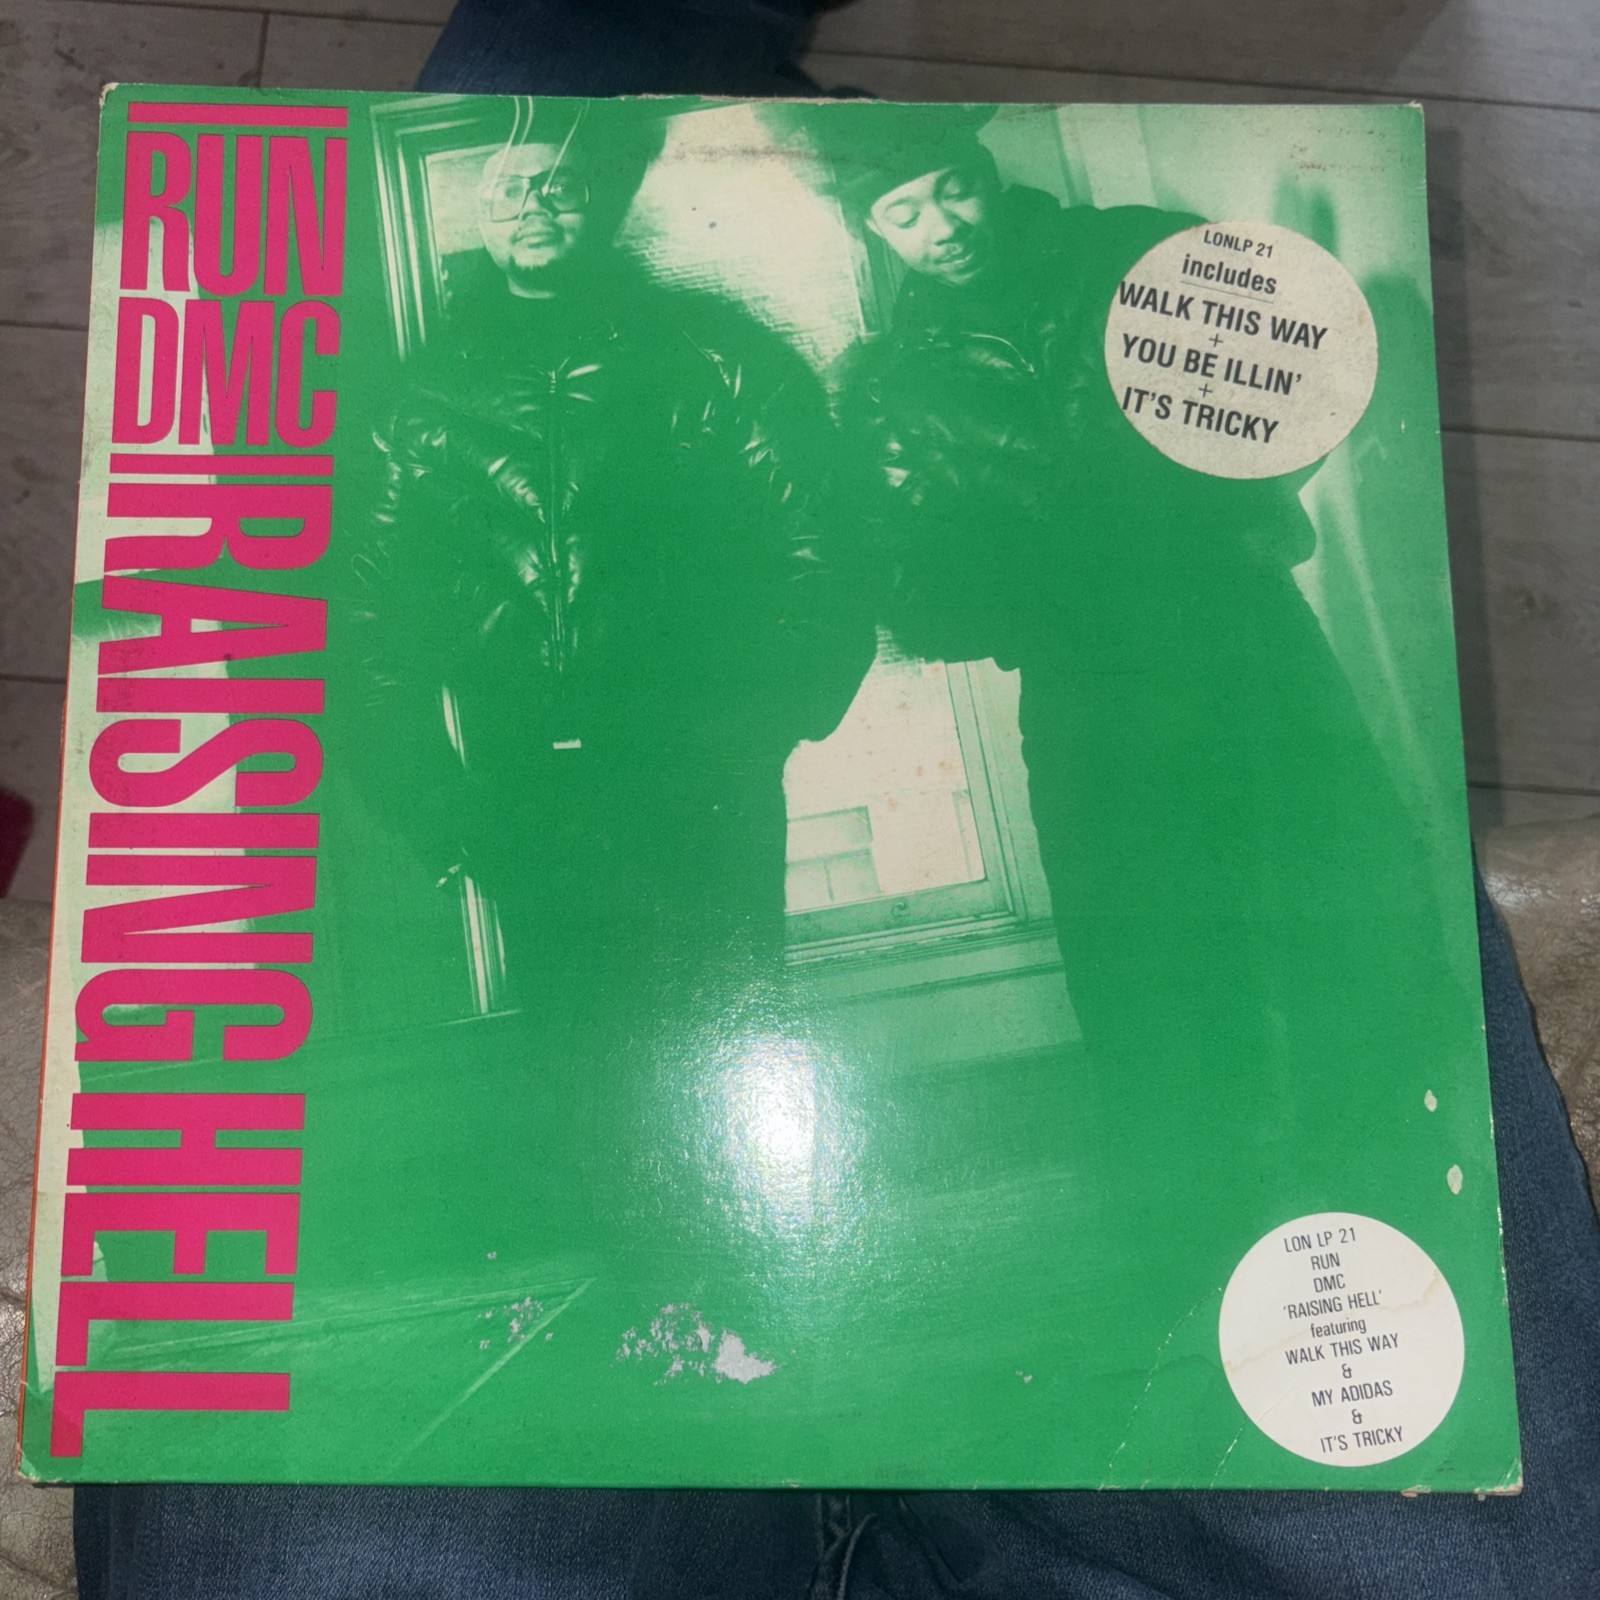 RUN
DMC
RAISING HELL
LONLP 21
includes
WALK THIS WAY
+
YOU BE ILLIN'
+
IT'S TRICKY
LON LP 21
RUN
DMC
'RAISING HELL'
featuring
WALK THIS WAY
&
MY ADIDAS
&
IT'S TRICKY